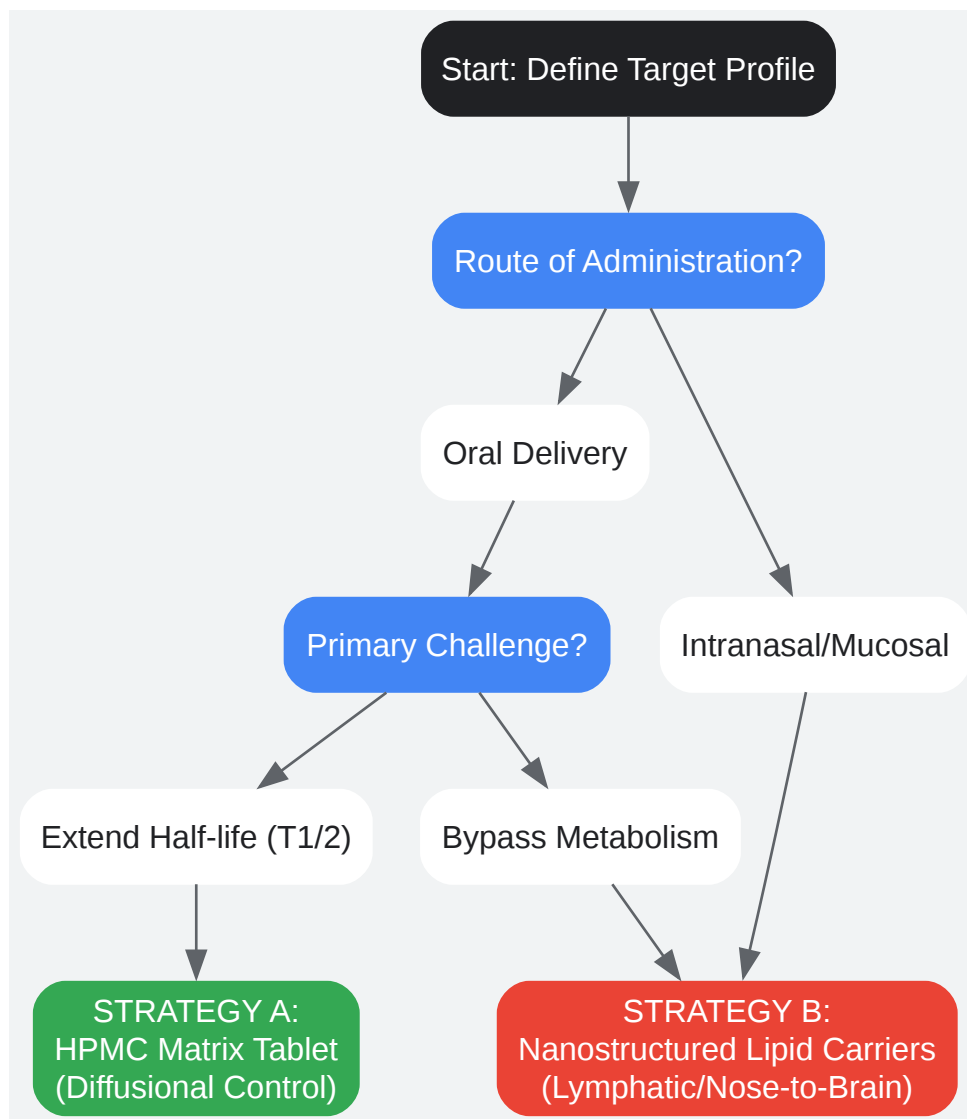 Start: Define Target Profile
Route of Administration?
Oral Delivery
Primary Challenge?
Intranasal/Mucosal
Extend Half-life (T1/2)
Bypass Metabolism
STRATEGY A:
HPMC Matrix Tablet
(Diffusional Control)
STRATEGY B:
Nanostructured Lipid Carriers
(Lymphatic/Nose-to-Brain)